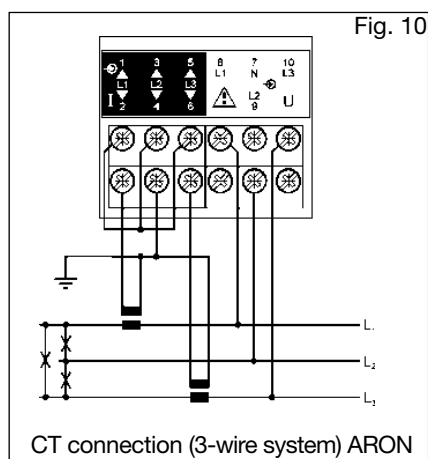 Fig. 10
1 3 5 8 7 10
L1 N L3
L1 L2 L3
I L2 U
2 4 6 9
L1
L2
L3
CT connection (3-wire system) ARON